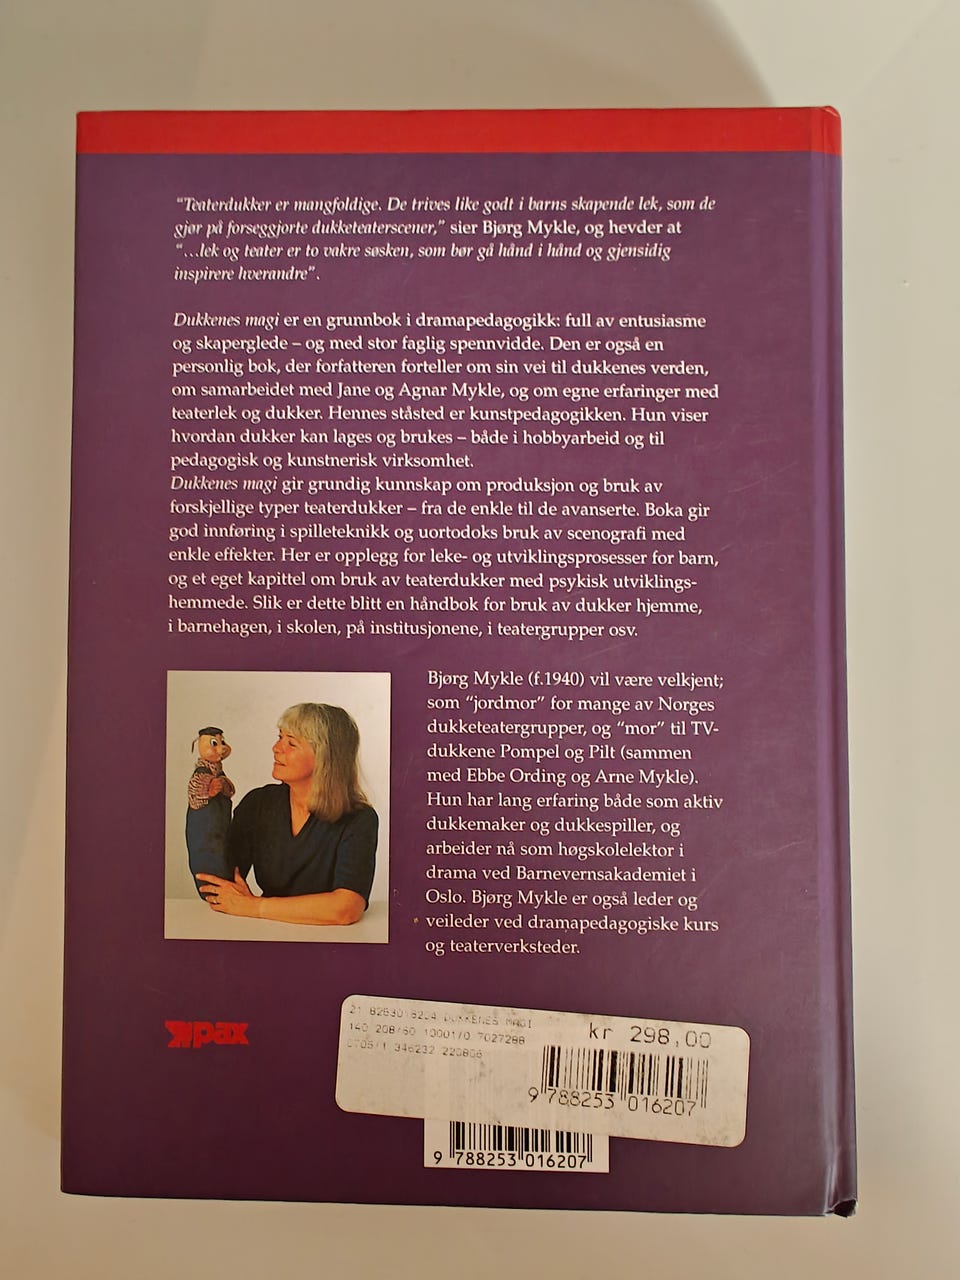 "Teaterdukker er mangfoldige. De trives like godt i barns skapende lek, som de
gjør på forseggjorte dukketeaterscener," sier Bjørg Mykle, og hevder at
"...lek og teater er to vakre søsken, som bør gå hånd i hånd og gjensidig
inspirere hverandre".
Dukkenes magi er en grunnbok i dramapedagogikk: full av entusiasme
og skaperglede – og med stor faglig spennvidde. Den er også en
personlig bok, der forfatteren forteller om sin vei til dukkenes verden,
om samarbeidet med Jane og Agnar Mykle, og om egne erfaringer med
teaterlek og dukker. Hennes ståsted er kunstpedagogikken. Hun viser
hvordan dukker kan lages og brukes – både i hobbyarbeid og til
pedagogisk og kunstnerisk virksomhet.
Dukkenes magi gir grundig kunnskap om produksjon og bruk av
forskjellige typer teaterdukker – fra de enkle til de avanserte. Boka gir
god innføring i spilleteknikk og uortodoks bruk av scenografi med
enkle effekter. Her er opplegg for leke- og utviklingsprosesser for barn,
og et eget kapittel om bruk av teaterdukker med psykisk utviklings-
hemmede. Slik er dette blitt en håndbok for bruk av dukker hjemme,
i barnehagen, i skolen, på institusjonene, i teatergrupper osv.
Bjørg Mykle (f.1940) vil være velkjent;
som "jordmor" for mange av Norges
dukketeatergrupper, og "mor" til TV-
dukkene Pompel og Pilt (sammen
med Ebbe Ording og Arne Mykle).
Hun har lang erfaring både som aktiv
dukkemaker og dukkespiller, og
arbeider nå som høgskolelektor i
drama ved Barnevernsakademiet i
Oslo. Bjørg Mykle er også leder og
veileder ved dramapedagogiske kurs
og teaterverksteder.
pax
21 DUKKENES MAGI
140 208/60 10001/0 7027288
346232 220806
kr 298,00
9 788253 016207
9 788253 016207